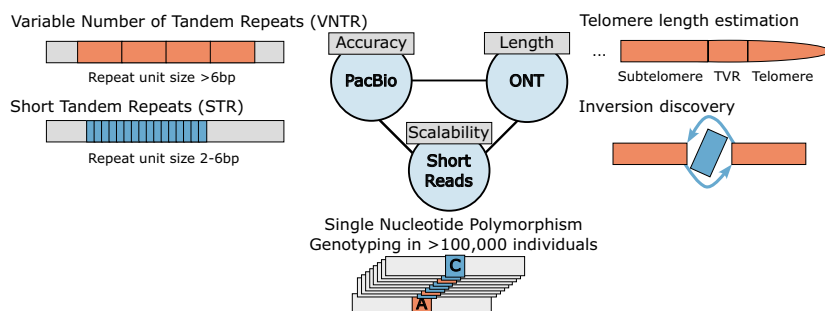 Variable Number of Tandem Repeats (VNTR)
Repeat unit size >6bp
Short Tandem Repeats (STR)
Repeat unit size 2-6bp
Accuracy
PacBio
Length
ONT
Scalability
Short
Reads
Single Nucleotide Polymorphism
Genotyping in >100,000 individuals
C
A
Telomere length estimation
...
Subtelomere TVR Telomere
Inversion discovery